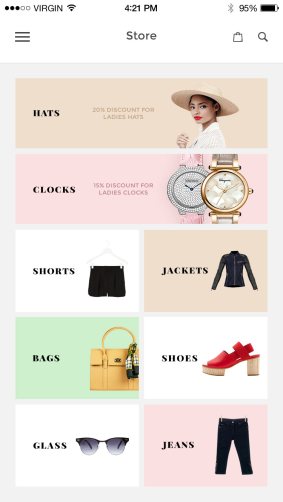 VIRGIN 4:21 PM 95%
Store
HATS
20% DISCOUNT FOR
LADIES HATS
CLOCKS
15% DISCOUNT FOR
LADIES CLOCKS
SHORTS
JACKETS
BAGS
SHOES
GLASS
JEANS